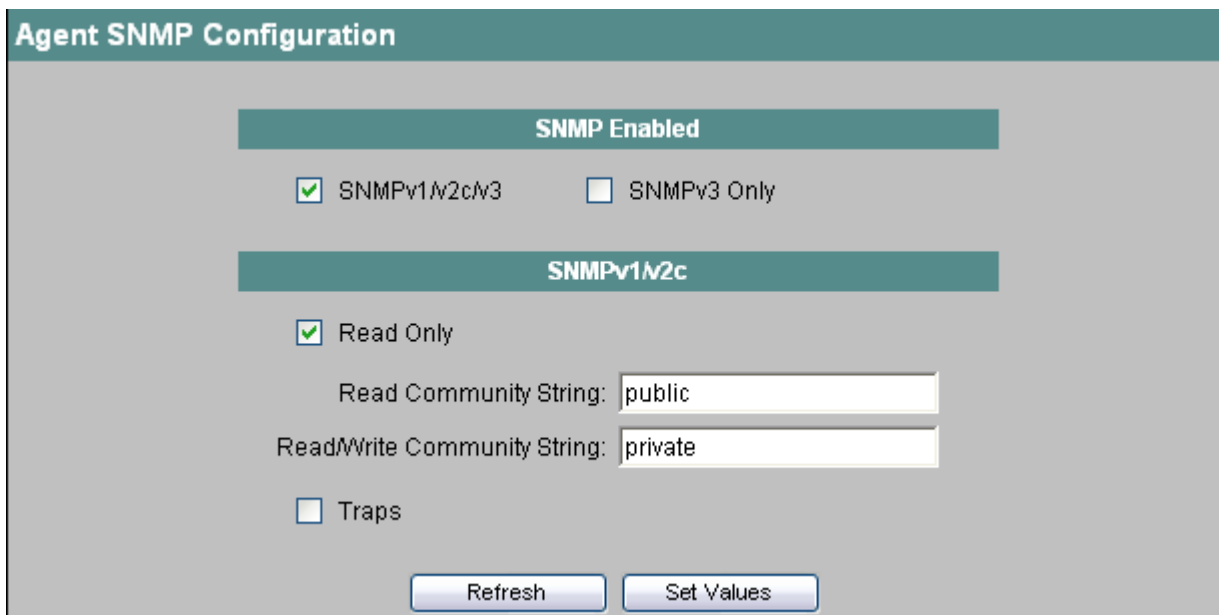 Agent SNMP Configuration
SNMP Enabled
SNMPv1/v2c/v3 SNMPv3 Only
SNMPv1/v2c
Read Only
Read Community String: public
Read/Write Community String: private
Traps
Refresh Set Values